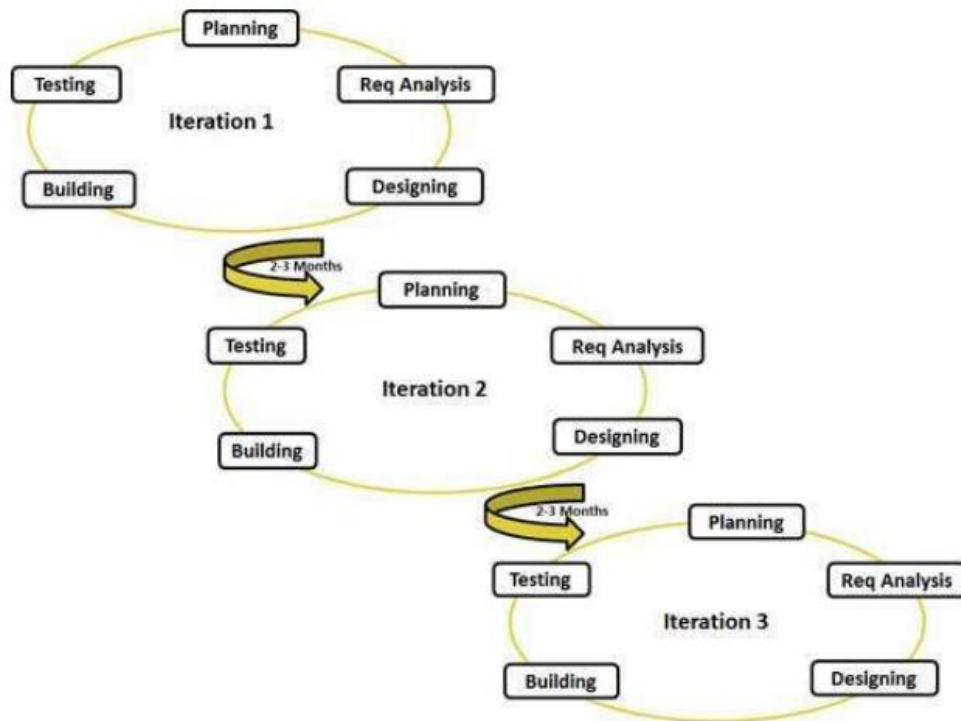 Planning
Testing
Req Analysis
Iteration 1
Building
Designing
2-3 Months
Planning
Testing
Req Analysis
Iteration 2
Building
Designing
2-3 Months
Planning
Testing
Req Analysis
Iteration 3
Building
Designing